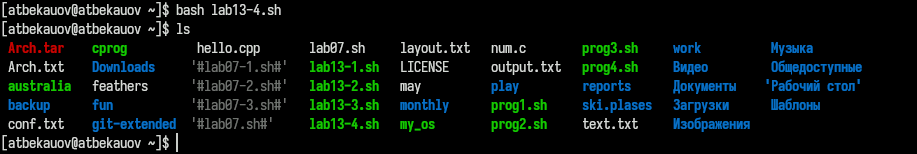 [atbekauov@atbekauov ~]$ bash lab13-4.sh
[atbekauov@atbekauov ~]$ ls
Arch.tar cprog hello.cpp lab07.sh layout.txt num.c prog3.sh work Музыка
Arch.txt Downloads '#lab07-1.sh#' lab13-1.sh LICENSE output.txt prog4.sh Видео Общедоступные
australia feathers '#lab07-2.sh#' lab13-2.sh may play reports Документы 'Рабочий стол'
backup fun '#lab07-3.sh#' lab13-3.sh monthly prog1.sh ski.plases Загрузки Шаблоны
conf.txt git-extended '#lab07.sh#' lab13-4.sh my_os prog2.sh text.txt Изображения
[atbekauov@atbekauov ~]$